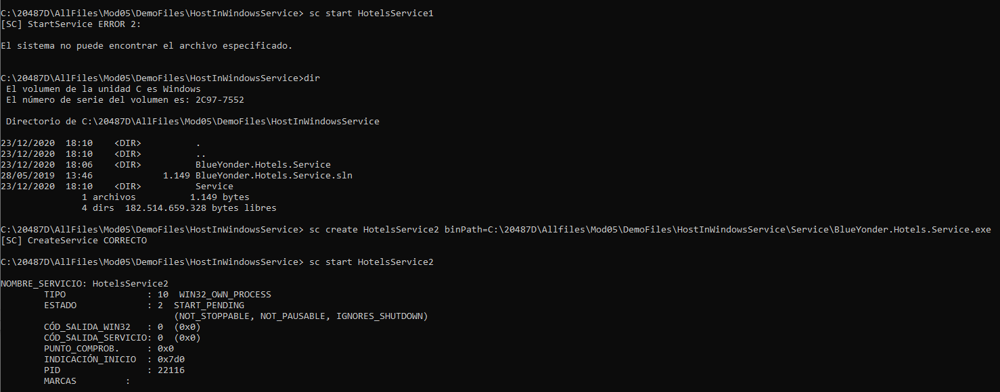 C:\20487D\AllFiles\Mod05\DemoFiles\HostInWindowsService> sc start HotelsService1
[SC] StartService ERROR 2:
El sistema no puede encontrar el archivo especificado.
C:\20487D\AllFiles\Mod05\DemoFiles\HostInWindowsService>dir
El volumen de la unidad C es Windows
El número de serie del volumen es: 2C97-7552
Directorio de C:\20487D\AllFiles\Mod05\DemoFiles\HostInWindowsService
23/12/2020  18:10    <DIR>          .
23/12/2020  18:10    <DIR>          ..
23/12/2020  18:06    <DIR>          BlueYonder.Hotels.Service
28/05/2019  13:46             1.149 BlueYonder.Hotels.Service.sln
23/12/2020  18:10    <DIR>          Service
1 archivos          1.149 bytes
4 dirs  182.514.659.328 bytes libres
C:\20487D\AllFiles\Mod05\DemoFiles\HostInWindowsService> sc create HotelsService2 binPath=C:\20487D\Allfiles\Mod05\DemoFiles\HostInWindowsService\Service\BlueYonder.Hotels.Service.exe
[SC] CreateService CORRECTO
C:\20487D\AllFiles\Mod05\DemoFiles\HostInWindowsService> sc start HotelsService2
NOMBRE_SERVICIO: HotelsService2
TIPO               : 10  WIN32_OWN_PROCESS
ESTADO             : 2  START_PENDING
(NOT_STOPPABLE, NOT_PAUSABLE, IGNORES_SHUTDOWN)
CÓD_SALIDA_WIN32   : 0  (0x0)
CÓD_SALIDA_SERVICIO: 0  (0x0)
PUNTO_COMPROB.     : 0x0
INDICACIÓN_INICIO  : 0x7d0
PID                : 22116
MARCAS         :